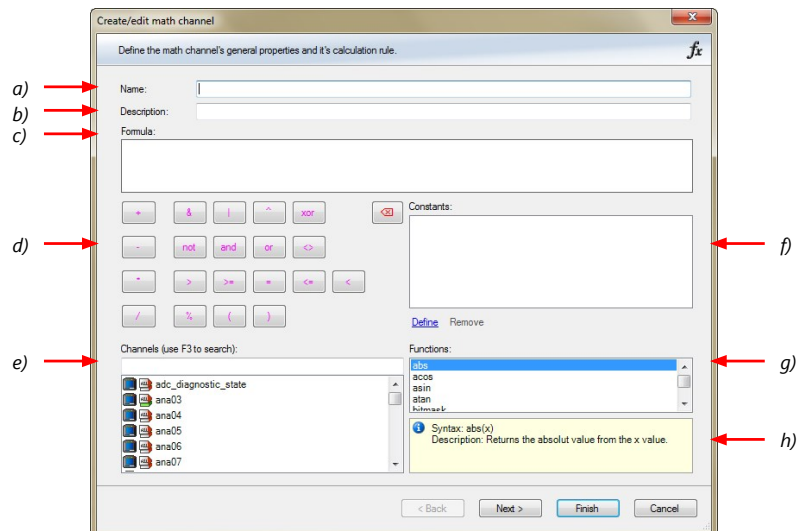 Create/edit math channel
Define the math channel's general properties and it's calculation rule.
fx
a)
Name:
b)
Description:
c)
Formula:
+ & | ^ xor
Constants:
d)
- not and or <>
f)
* > >= = <= <
/ % ( )
Define Remove
Channels (use F3 to search):
Functions:
e)
abs
g)
acos
asin
atan
bitmask
adc_diagnostic_state
ana03
ana04
ana05
ana06
ana07
Syntax: abs(x)
Description: Returns the absolut value from the x value.
h)
< Back Next > Finish Cancel